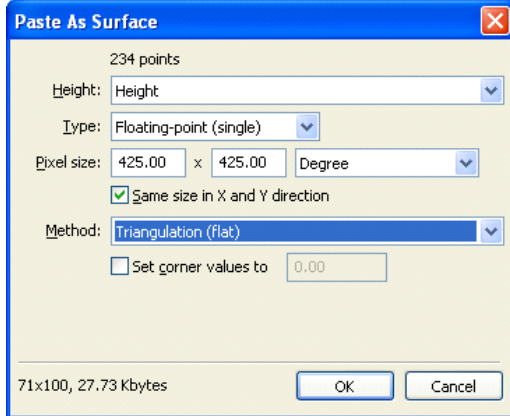 Paste As Surface
234 points
Height: Height
Type: Floating-point (single)
Pixel size: 425.00 x 425.00 Degree
Same size in X and Y direction
Method: Triangulation (flat)
Set corner values to 0.00
71x100, 27.73 Kbytes OK Cancel